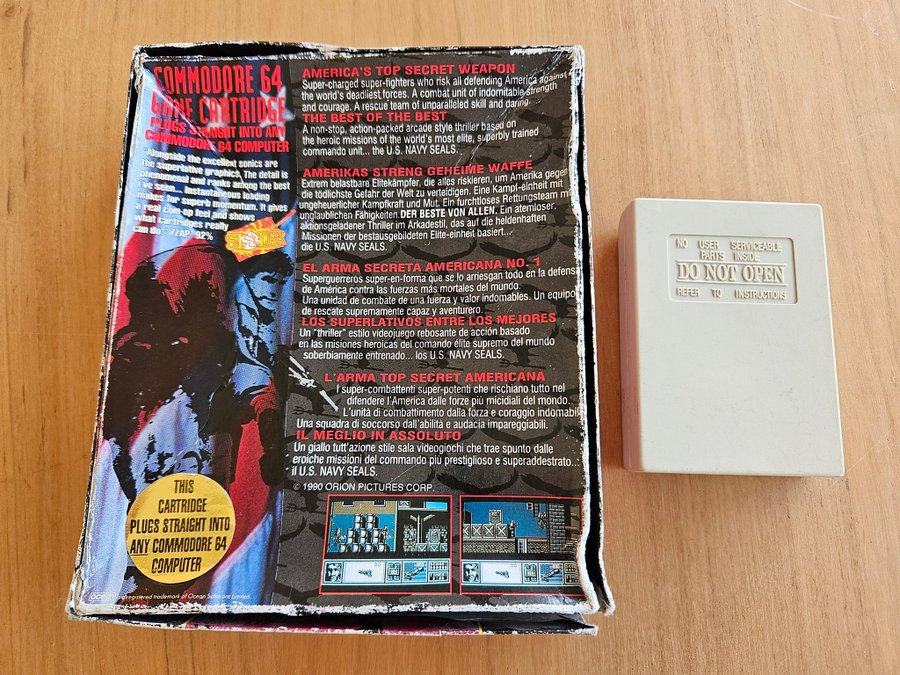 COMMODORE 64
GAME CARTRIDGE
PLUGS STRAIGHT INTO ANY
COMMODORE 64 COMPUTER
"Alongside the excellent sonics are
The superlative graphics. The detail is
phenomenal and ranks among the best
I've seen... instantaneous loading
makes for superb momentum. It gives
a real coin-op feel and shows
what cartridges really
can do" ZZAP 92%
SIZZLER
THIS
CARTRIDGE
PLUGS STRAIGHT INTO
ANY COMMODORE 64
COMPUTER
registered trademark of Ocean Software Limited.
AMERICA'S TOP SECRET WEAPON
Super-charged super-fighters who risk all defending America against
the world's deadliest forces. A combat unit of indomitable strength
and courage. A rescue team of unparalleled skill and daring.
THE BEST OF THE BEST
A non-stop, action-packed arcade style thriller based on
the heroic missions of the world's most elite, superbly trained
commando unit... the U.S. NAVY SEALS.
AMERIKAS STRENG GEHEIME WAFFE
Extrem belastbare Elitekämpfer, die alles riskieren, um Amerika gegen
die tödlichste Gefahr der Welt zu verteidigen. Eine Kampf-einheit mit
ungeheuerlicher Kampfkraft und Mut. Ein furchtloses Rettungsteam mit
unglaublichen Fähigkeiten. DER BESTE VON ALLEN. Ein atemloser,
aktionsgeladener Thriller im Arkadestil, das auf die heldenhaften
Missionen der bestausgebildeten Elite-einheit basiert...
die U.S. NAVY SEALS.
EL ARMA SECRETA AMERICANA NO. 1
Superguerreros super-en-forma que se lo arriesgan todo en la defensa
de América contra las fuerzas más mortales del mundo.
Una unidad de combate de una fuerza y valor indomables. Un equipo
de rescate supremamente capaz y aventurero.
LOS SUPERLATIVOS ENTRE LOS MEJORES
Un "thriller" estilo videojuego rebosante de acción basado
en las misiones heroicas del comando élite supremo del mundo
soberbiamente entrenado... los U.S. NAVY SEALS.
L'ARMA TOP SECRET AMERICANA
I super-combattenti super-potenti che rischiano tutto nel
difendere l'America dalle forze più micidiali del mondo.
L'unità di combattimento dalla forza e coraggio indomabili
Una squadra di soccorso dall'abilità e audacia impareggiabili.
IL MEGLIO IN ASSOLUTO
Un giallo tutt'azione stile sala videogiochi che trae spunto dalle
eroiche missioni del commando più prestiglioso e superaddestrato...
il U.S. NAVY SEALS.
© 1990 ORION PICTURES CORP.
NO USER SERVICEABLE
PARTS INSIDE
DO NOT OPEN
REFER TO INSTRUCTIONS